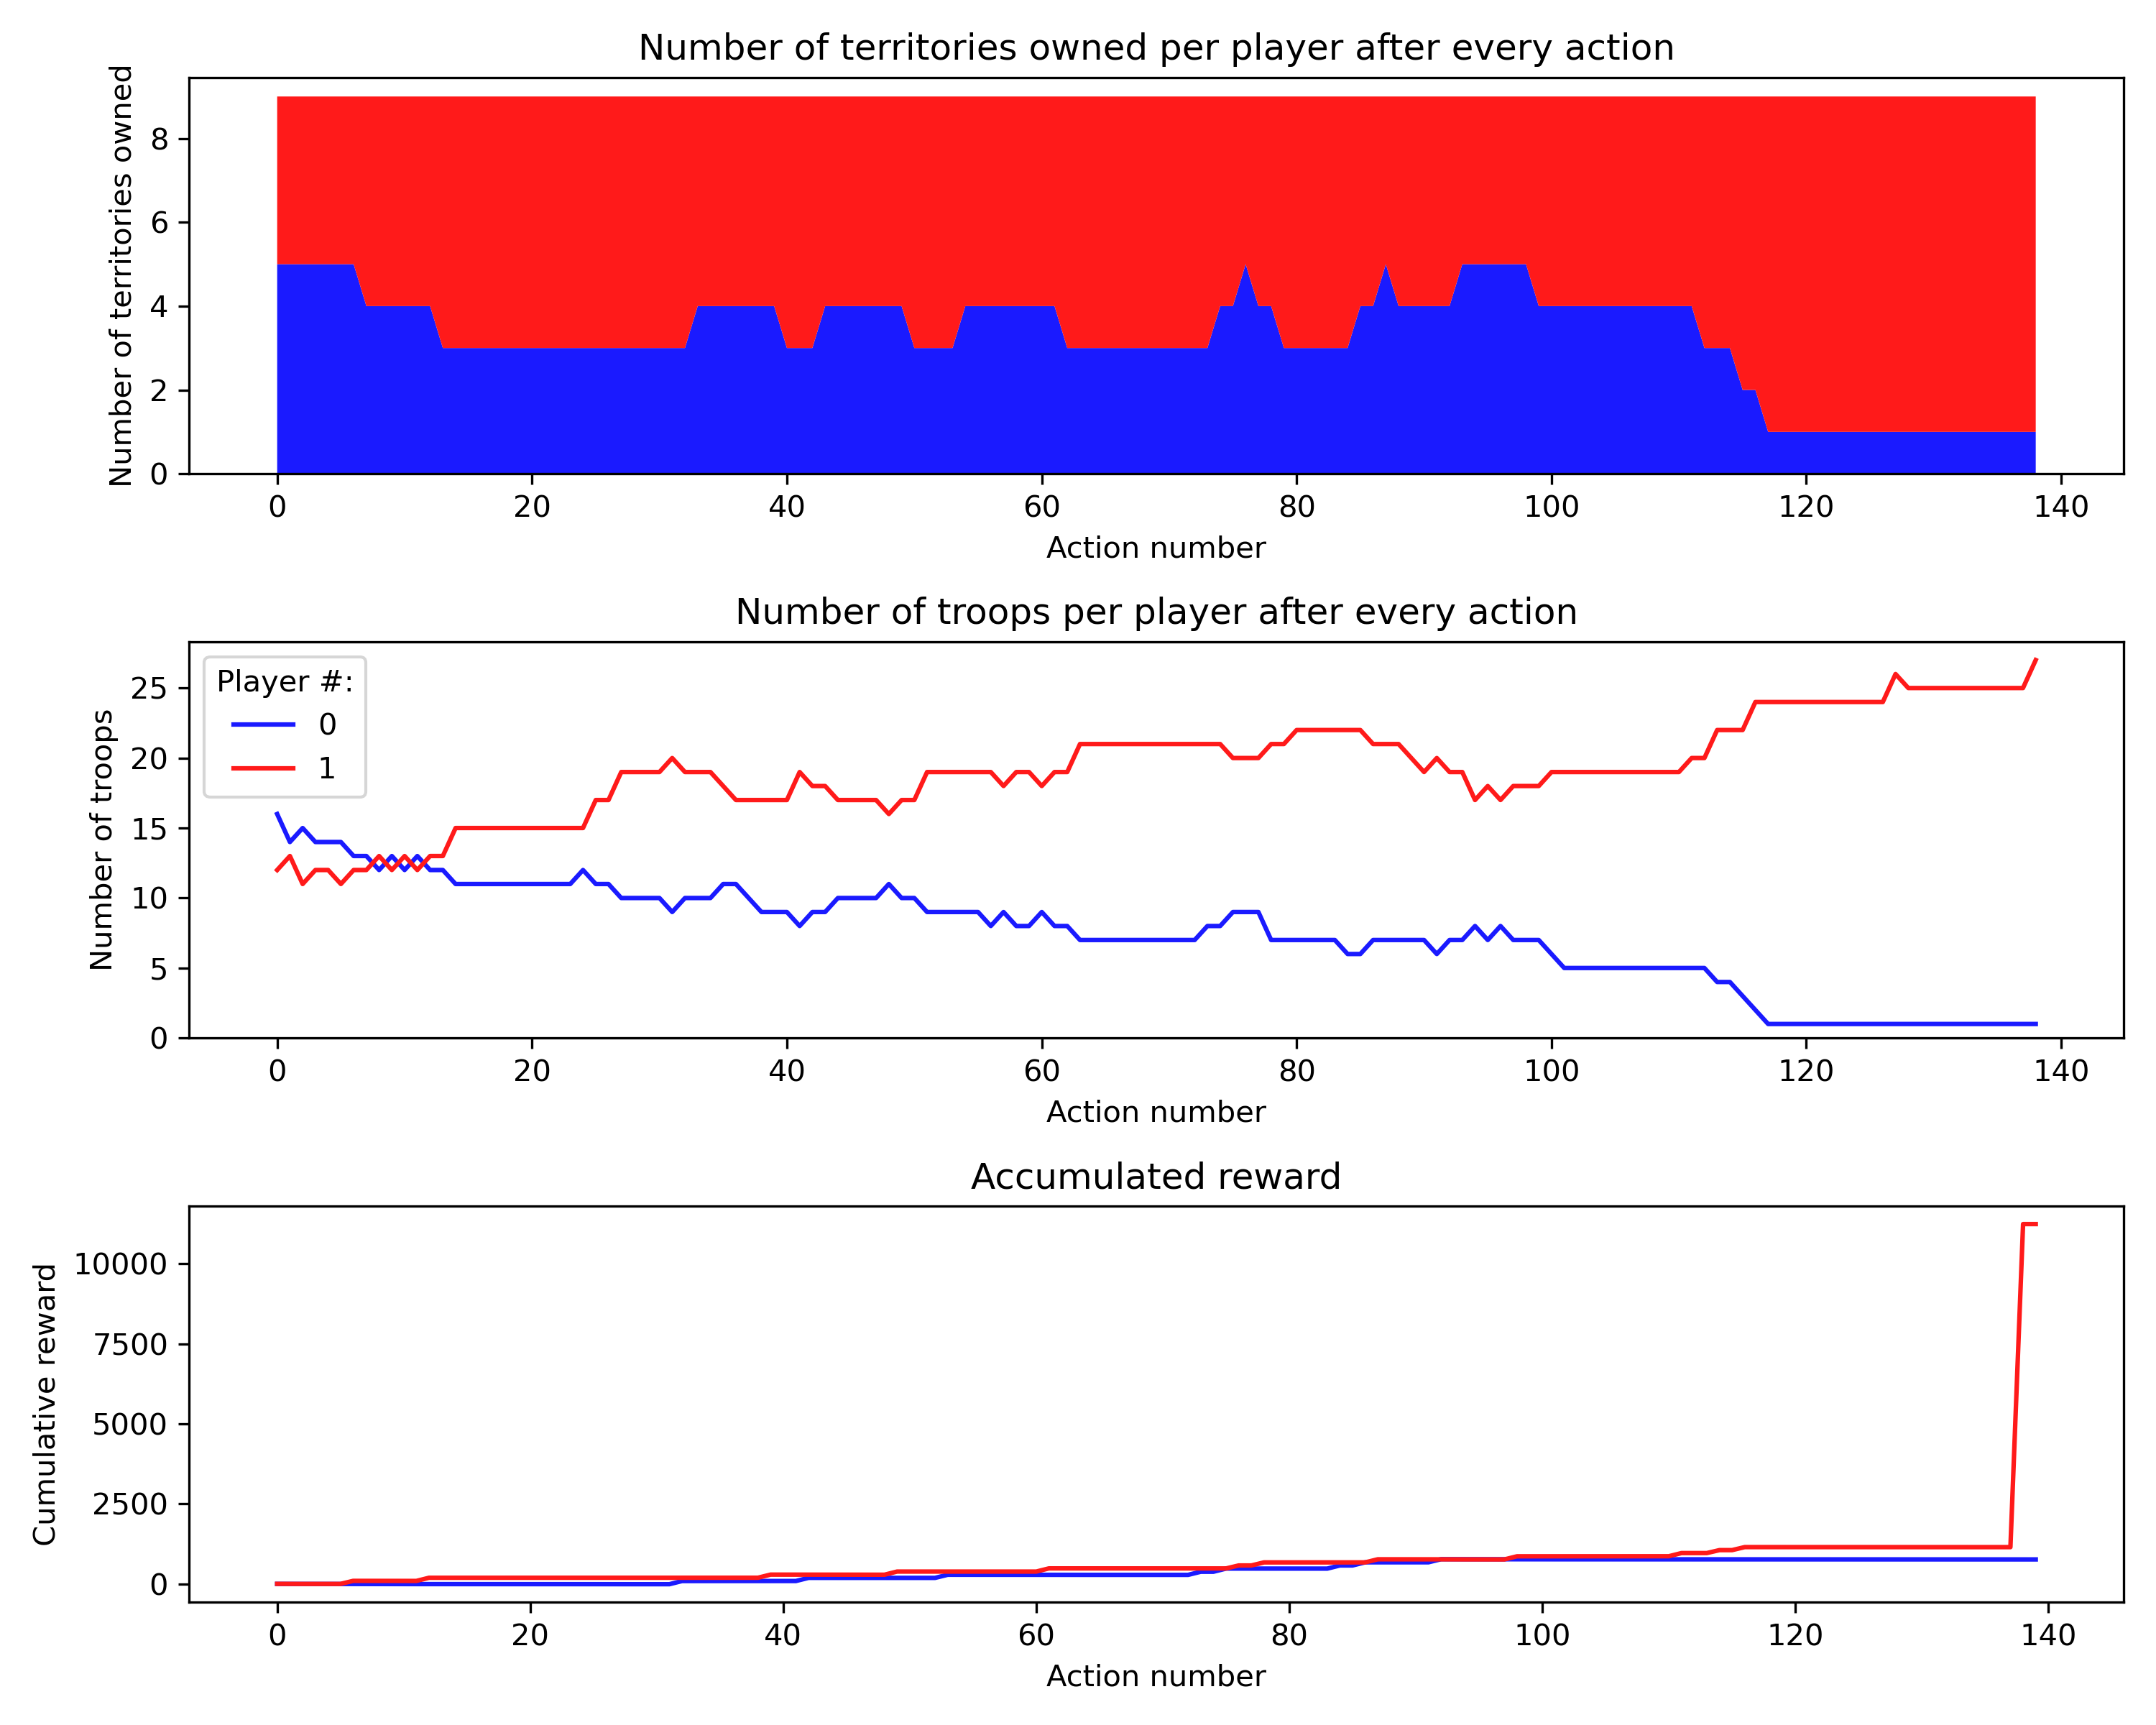 Number of territories owned per player after every action
Number of territories owned
8
6
4
2
0
0 20 40 60 80 100 120 140
Action number
Number of troops per player after every action
Number of troops
Player #:
0
1
25
20
15
10
5
0
0 20 40 60 80 100 120 140
Action number
Accumulated reward
Cumulative reward
10000
7500
5000
2500
0
0 20 40 60 80 100 120 140
Action number